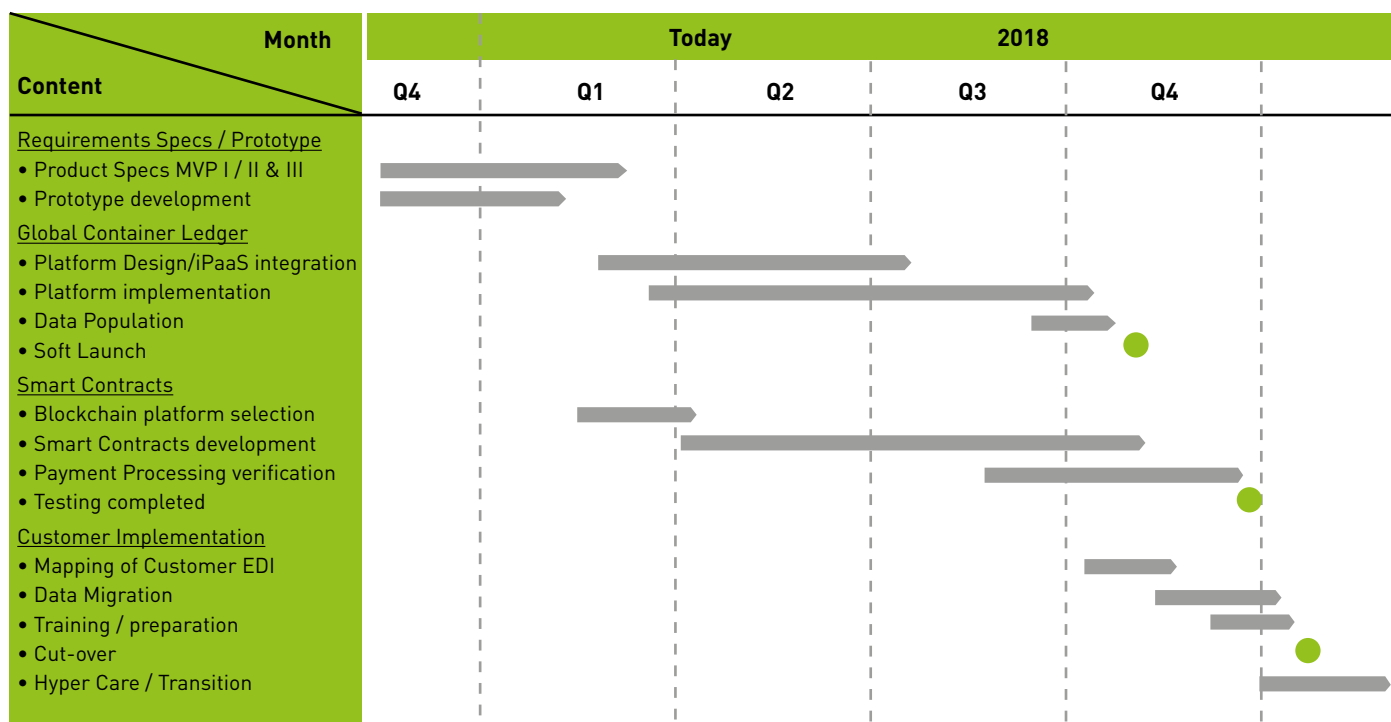 Month Today 2018
Content
Q4 Q1 Q2 Q3 Q4
Requirements Specs / Prototype
• Product Specs MVP I / II & III
• Prototype development
Global Container Ledger
• Platform Design/iPaaS integration
• Platform implementation
• Data Population
• Soft Launch
Smart Contracts
• Blockchain platform selection
• Smart Contracts development
• Payment Processing verification
• Testing completed
Customer Implementation
• Mapping of Customer EDI
• Data Migration
• Training / preparation
• Cut-over
• Hyper Care / Transition